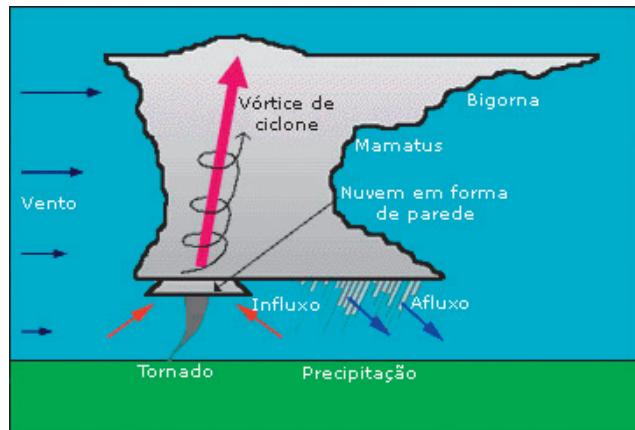 Bigorna
Vórtice de
ciclone
Mamatus
Nuvem em forma
de parede
Vento
Influxo
Afluxo
Tornado
Precipitação